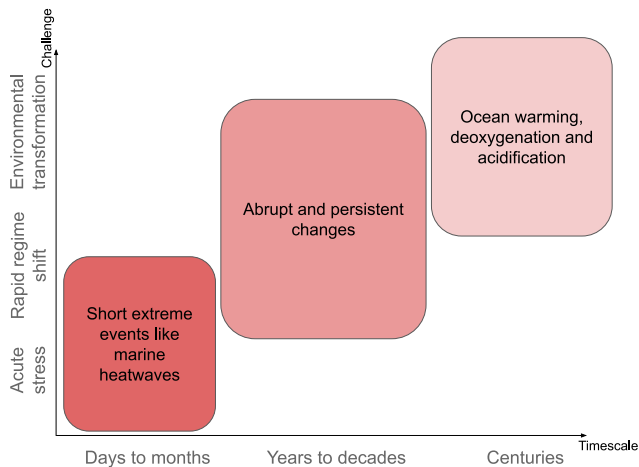 Challenge
Environmental
transformation
Rapid regime
shift
Acute
stress
Ocean warming,
deoxygenation and
acidification
Abrupt and persistent
changes
Short extreme
events like
marine
heatwaves
Timescale
Days to months
Years to decades
Centuries